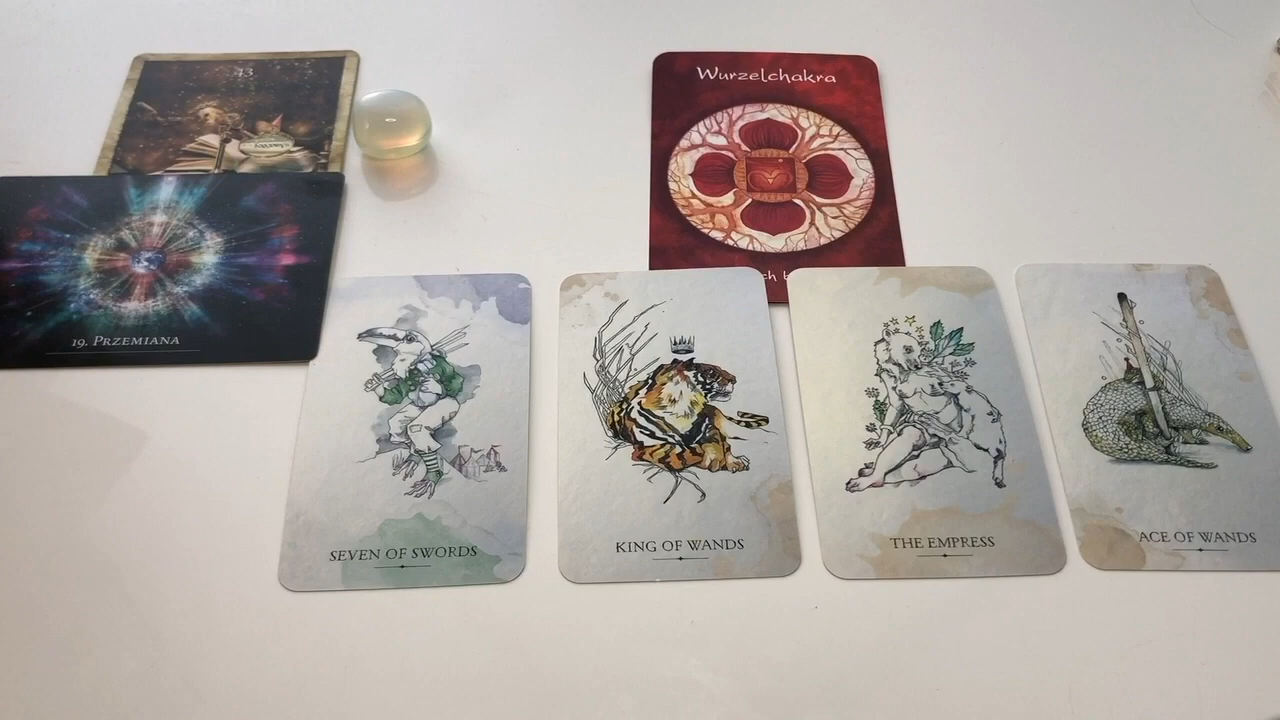 43
Wurzelchakra
19. PRZEMIANA
SEVEN OF SWORDS
KING OF WANDS
THE EMPRESS
ACE OF WANDS